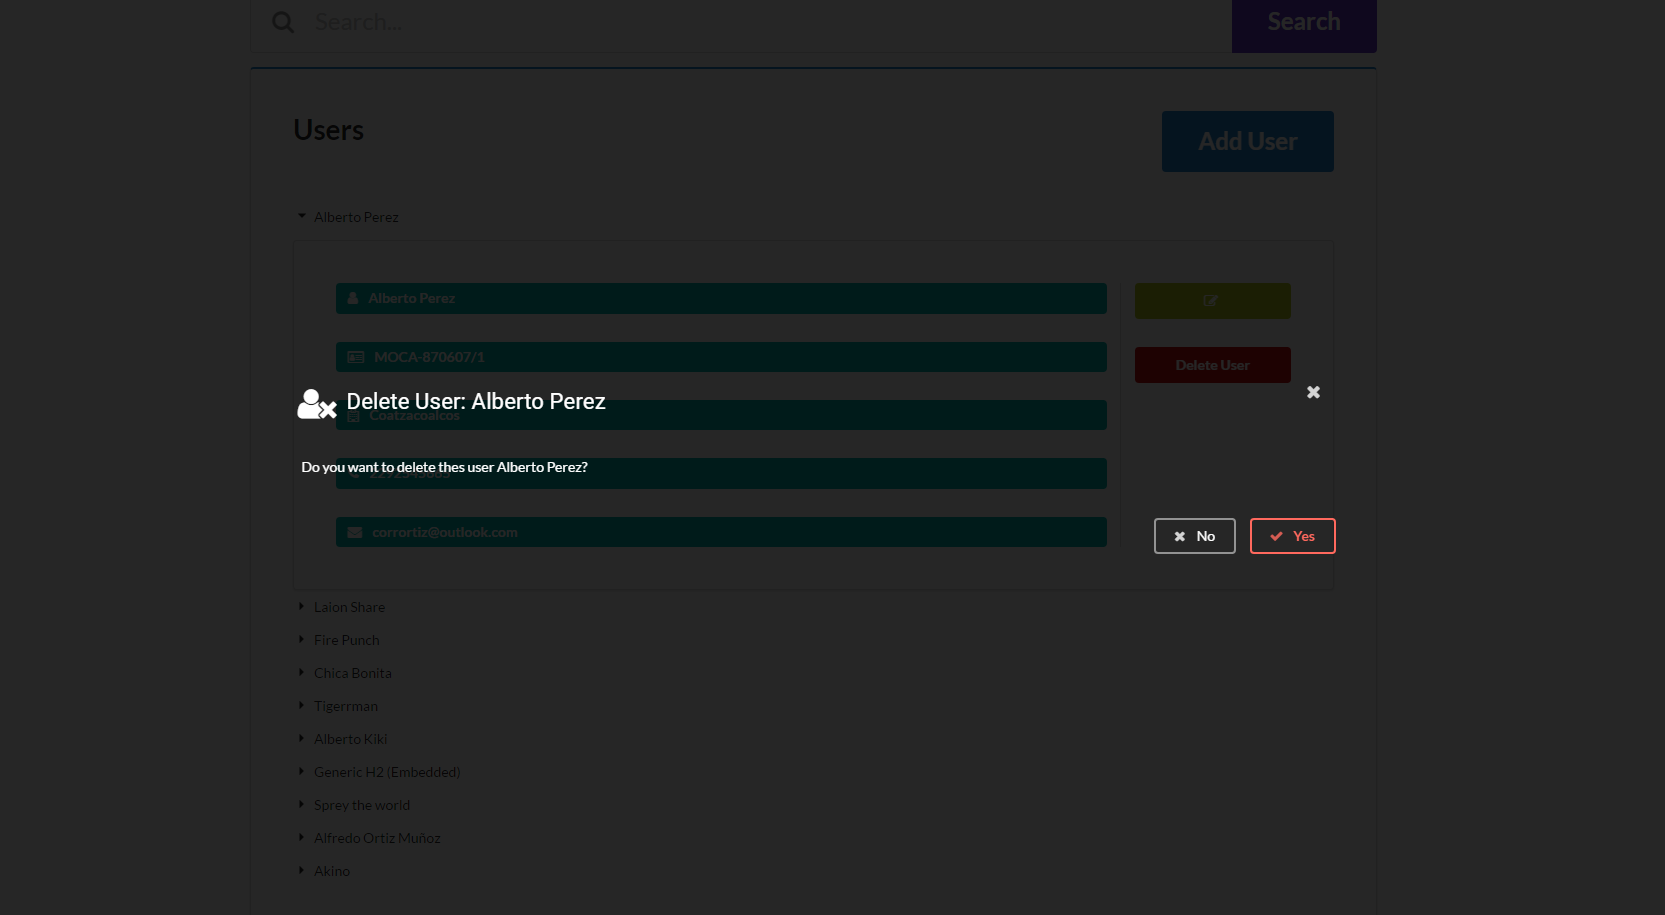 Search...
Search
Users
Add User
Alberto Perez
Alberto Perez
MOCA-870607/1
Delete User
Delete User: Alberto Perez
Coatzacoalcos
Do you want to delete thes user Alberto Perez?
corrortiz@outlook.com
No
Yes
Laion Share
Fire Punch
Chica Bonita
Tigerrman
Alberto Kiki
Generic H2 (Embedded)
Sprey the world
Alfredo Ortiz Muñoz
Akino